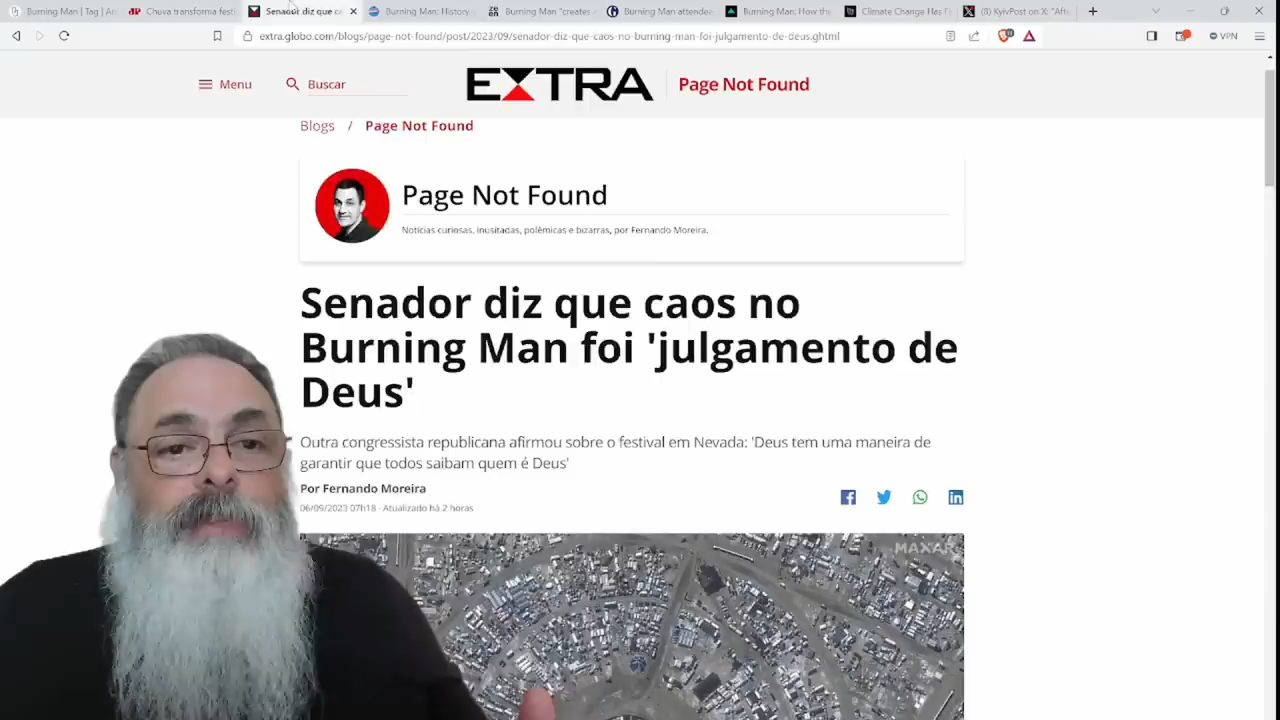 Burning Man | Tag | Ar
Chuva transforma festi
Senador diz que ca
Burning Man: History
Burning Man "creates
Burning Man attendee
Burning Man: How the
Climate Change Has F
(8) KyivPost on X: "Afte
extra.globo.com/blogs/page-not-found/post/2023/09/senador-diz-que-caos-no-burning-man-foi-julgamento-de-deus.ghtml
VPN
Menu
Buscar
EXTRA
Page Not Found
Blogs / Page Not Found
Page Not Found
Notícias curiosas, inusitadas, polêmicas e bizarras, por Fernando Moreira.
Senador diz que caos no
Burning Man foi 'julgamento de
Deus'
Outra congressista republicana afirmou sobre o festival em Nevada: 'Deus tem uma maneira de
garantir que todos saibam quem é Deus'
Por Fernando Moreira
06/09/2023 07h18 · Atualizado há 2 horas
MAXAR